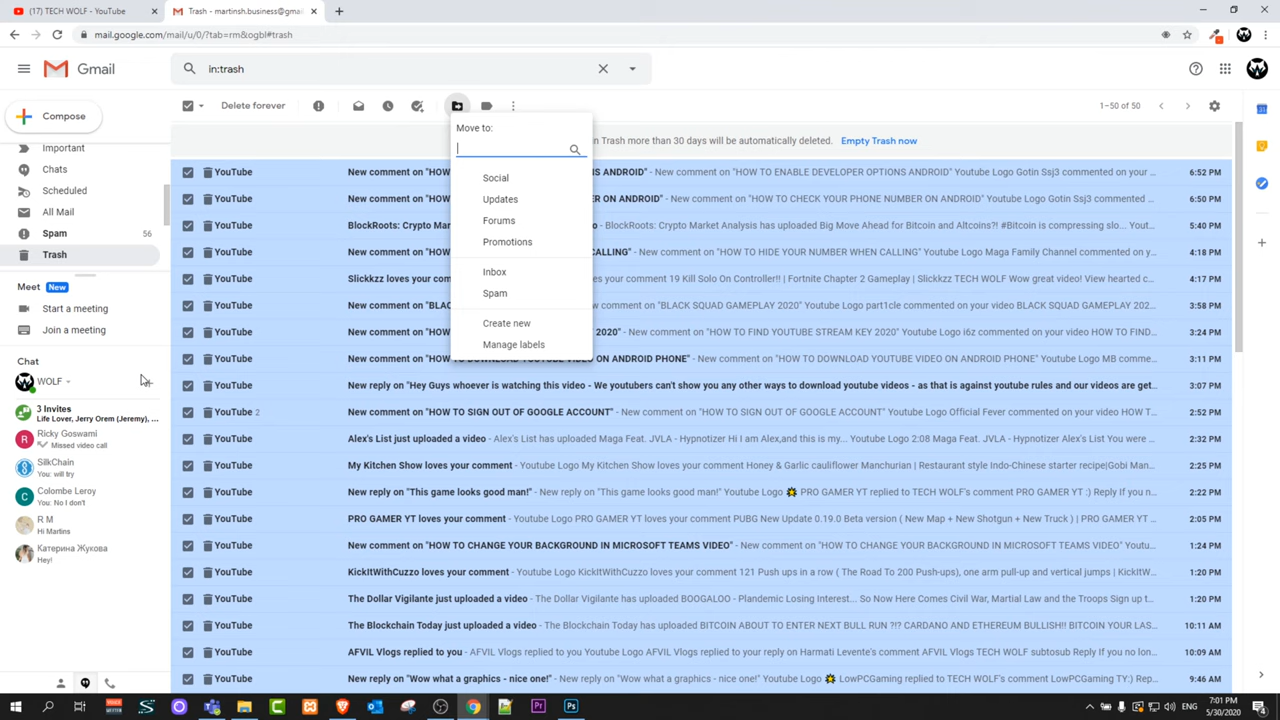 (17) TECH WOLF - YouTube
Trash - martinsh.business@gmail
mail.google.com/mail/u/0/?tab=rm&ogbl#trash
Gmail
in:trash
Compose
Delete forever
1–50 of 50
Move to:
in Trash more than 30 days will be automatically deleted. Empty Trash now
Social
Updates
Forums
Promotions
Inbox
Spam
Create new
Manage labels
Important
Chats
Scheduled
All Mail
Spam 56
Trash
Meet New
Start a meeting
Join a meeting
Chat
WOLF
3 Invites
Life Lover, Jerry Orem (Jeremy), ...
R Ricky Goswami
Missed video call
SilkChain
You: will try
C Colombe Leroy
You: No I don't
R M
Hi Martins
Катерина Жукова
Hey!
YouTube New comment on "HOW TO ENABLE DEVELOPER OPTIONS ANDROID" - New comment on "HOW TO ENABLE DEVELOPER OPTIONS ANDROID" Youtube Logo Gotin Ssj3 commented on your vi... 6:52 PM
YouTube New comment on "HOW ER ON ANDROID" - New comment on "HOW TO CHECK YOUR PHONE NUMBER ON ANDROID" Youtube Logo Gotin Ssj3 commented ... 6:50 PM
YouTube BlockRoots: Crypto Mar - BlockRoots: Crypto Market Analysis has uploaded Big Move Ahead for Bitcoin and Altcoins?! #Bitcoin is compressing slo... Youtub... 6:47 PM
YouTube New comment on "HOW CALLING" - New comment on "HOW TO HIDE YOUR NUMBER WHEN CALLING" Youtube Logo Maga Family Channel commented on yo... 6:31 PM
YouTube Slickkzz loves your comm Slickkzz loves your comment 19 Kill Solo On Controller!! | Fortnite Chapter 2 Gameplay | Slickkzz TECH WOLF Wow great video! View hearted c... 4:17 PM
YouTube New comment on "BLAC - New comment on "BLACK SQUAD GAMEPLAY 2020" Youtube Logo part1cle commented on your video BLACK SQUAD GAMEPLAY 2020... 3:58 PM
YouTube New comment on "HOW 2020" - New comment on "HOW TO FIND YOUTUBE STREAM KEY 2020" Youtube Logo i6z commented on your video HOW TO FIN... 3:24 PM
YouTube New comment on "HOW TO DOWNLOAD YOUTUBE VIDEO ON ANDROID PHONE" - New comment on "HOW TO DOWNLOAD YOUTUBE VIDEO ON ANDROID PHONE" Youtube Logo MB comme... 3:11 PM
YouTube New reply on "Hey Guys whoever is watching this video - We youtubers can't show you any other ways to download youtube videos - as that is against youtube rules and our videos are get... 3:07 PM
YouTube 2 New comment on "HOW TO SIGN OUT OF GOOGLE ACCOUNT" - New comment on "HOW TO SIGN OUT OF GOOGLE ACCOUNT" Youtube Logo Official Fever commented on your video HOW T... 2:52 PM
YouTube Alex's List just uploaded a video - Alex's List has uploaded Maga Feat. JVLA - Hypnotizer Hi I am Alex,and this is my... Youtube Logo 2:08 Maga Feat. JVLA - Hypnotizer Alex's List You were ... 2:32 PM
YouTube My Kitchen Show loves your comment - Youtube Logo My Kitchen Show loves your comment Honey & Garlic cauliflower Manchurian | Restaurant style Indo-Chinese starter recipe|Gobi Man... 2:25 PM
YouTube New reply on "This game looks good man!" - New reply on "This game looks good man!" Youtube Logo PRO GAMER YT replied to TECH WOLF's comment PRO GAMER YT :) Reply If you n... 2:22 PM
YouTube PRO GAMER YT loves your comment - Youtube Logo PRO GAMER YT loves your comment PUBG New Update 0.19.0 Beta version ( New Map + New Shotgun + New Truck ) | PRO GAMER YT ... 2:05 PM
YouTube New comment on "HOW TO CHANGE YOUR BACKGROUND IN MICROSOFT TEAMS VIDEO" - New comment on "HOW TO CHANGE YOUR BACKGROUND IN MICROSOFT TEAMS VIDEO" Youtu... 1:24 PM
YouTube KickItWithCuzzo loves your comment - Youtube Logo KickItWithCuzzo loves your comment 121 Push ups in a row ( The Road To 200 Push-ups), one arm pull-up and vertical jumps | KickItW... 1:20 PM
YouTube The Dollar Vigilante just uploaded a video - The Dollar Vigilante has uploaded BOOGALOO - Plandemic Losing Interest... So Now Here Comes Civil War, Martial Law and the Troops Sign up t... 1:20 PM
YouTube The Blockchain Today just uploaded a video - The Blockchain Today has uploaded BITCOIN ABOUT TO ENTER NEXT BULL RUN ?!? CARDANO AND ETHEREUM BULLISH!! BITCOIN YOUR LAS... 10:11 AM
YouTube AFVIL Vlogs replied to you - AFVIL Vlogs replied to you Youtube Logo AFVIL Vlogs replied to your reply on Harmati Levente's comment AFVIL Vlogs TECH WOLF subtosub Reply If you no lon... 10:09 AM
YouTube New reply on "Wow what a graphics - nice one!" - New reply on "Wow what a graphics - nice one!" Youtube Logo LowPCGaming replied to TECH WOLF's comment LowPCGaming TY:) Reply If you no l... 9:46 AM
ENG
7:01 PM
5/30/2020